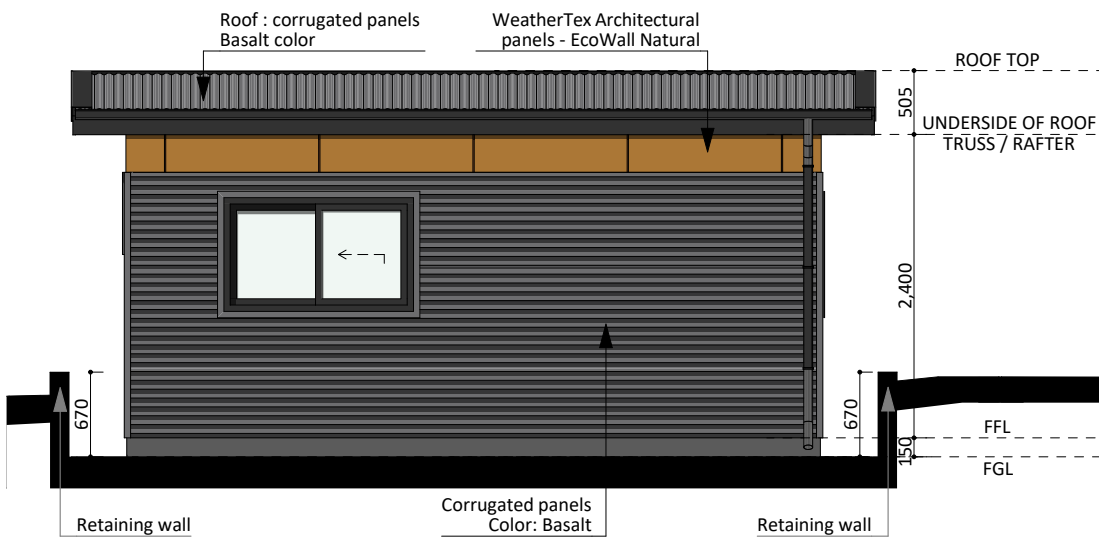 Roof : corrugated panels
Basalt color
WeatherTex Architectural
panels - EcoWall Natural
ROOF TOP
505
UNDERSIDE OF ROOF
TRUSS / RAFTER
2,400
670
670
FFL
150
FGL
Retaining wall
Corrugated panels
Color: Basalt
Retaining wall